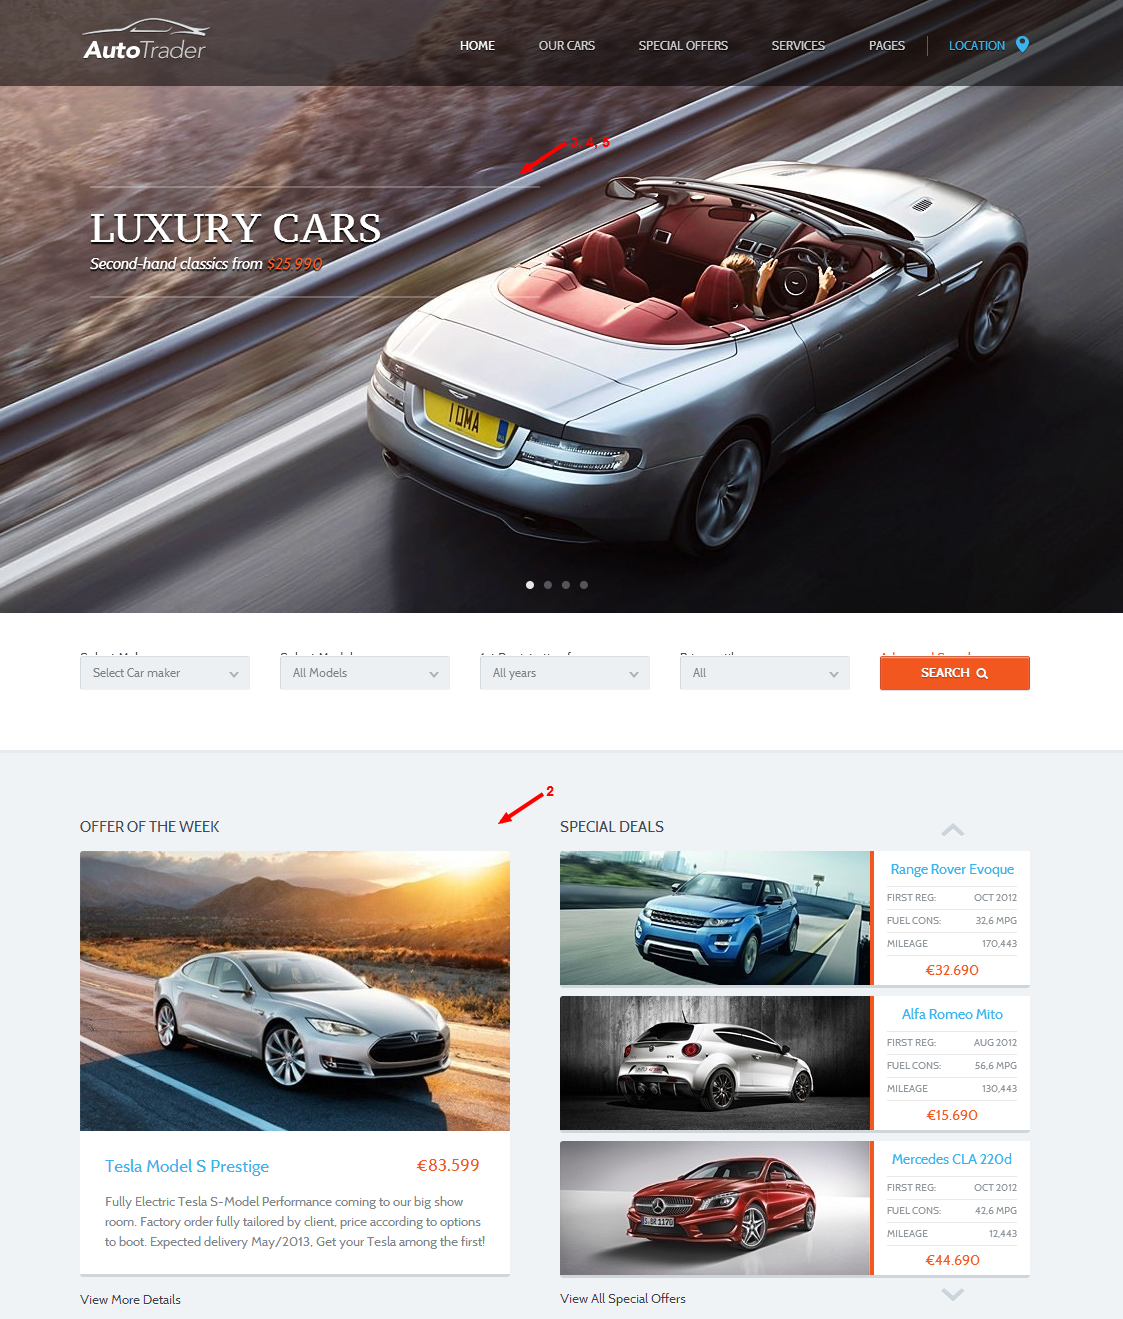 AutoTrader
HOME
OUR CARS
SPECIAL OFFERS
SERVICES
PAGES
LOCATION
3, 4, 5
LUXURY CARS
Second-hand classics from $25.990
1 OMA
Select Car maker
All Models
All years
All
SEARCH
2
OFFER OF THE WEEK
Tesla Model S Prestige
€83.599
Fully Electric Tesla S-Model Performance coming to our big show
room. Factory order fully tailored by client, price according to options
to boot. Expected delivery May/2013, Get your Tesla among the first!
View More Details
SPECIAL DEALS
Range Rover Evoque
FIRST REG: OCT 2012
FUEL CONS: 32,6 MPG
MILEAGE 170,443
€32.690
Alfa Romeo Mito
FIRST REG: AUG 2012
FUEL CONS: 56,6 MPG
MILEAGE 130,443
€15.690
S·BR 1170
Mercedes CLA 220d
FIRST REG: OCT 2012
FUEL CONS: 42,6 MPG
MILEAGE 12,443
€44.690
View All Special Offers